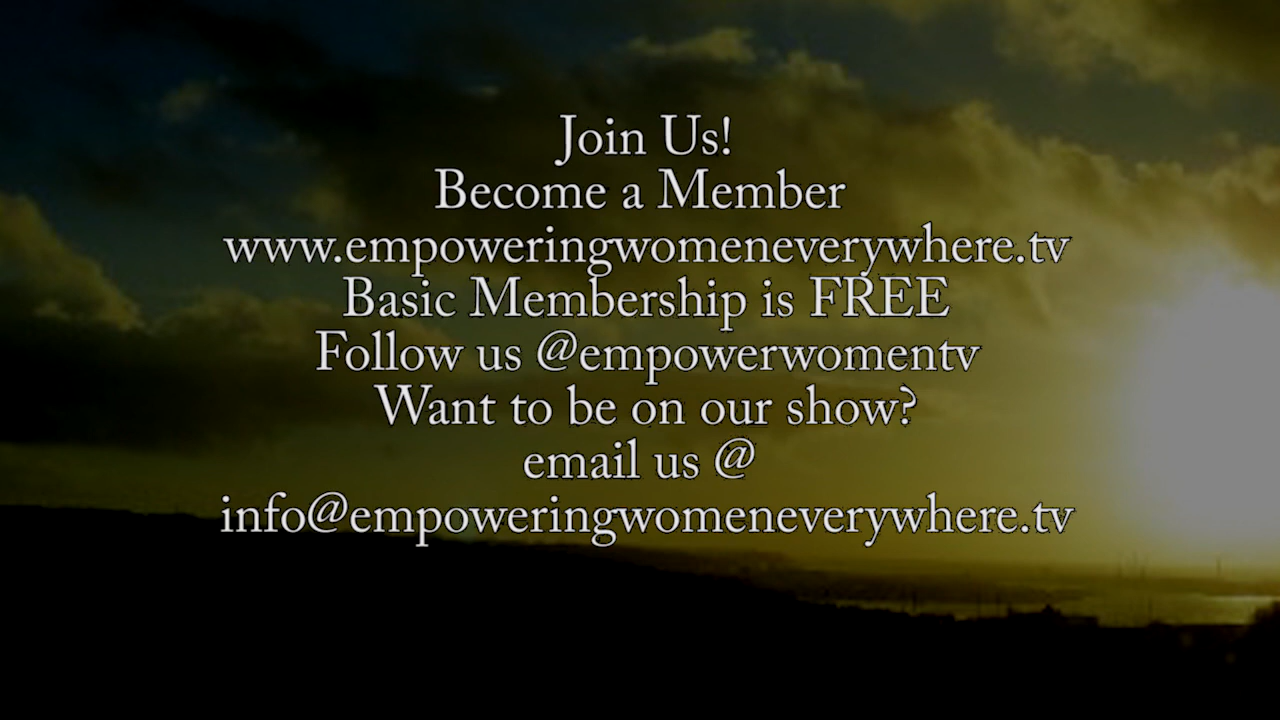 Join Us!
Become a Member
www.empoweringwomeneverywhere.tv
Basic Membership is FREE
Follow us @empowerwomentv
Want to be on our show?
email us @
info@empoweringwomeneverywhere.tv